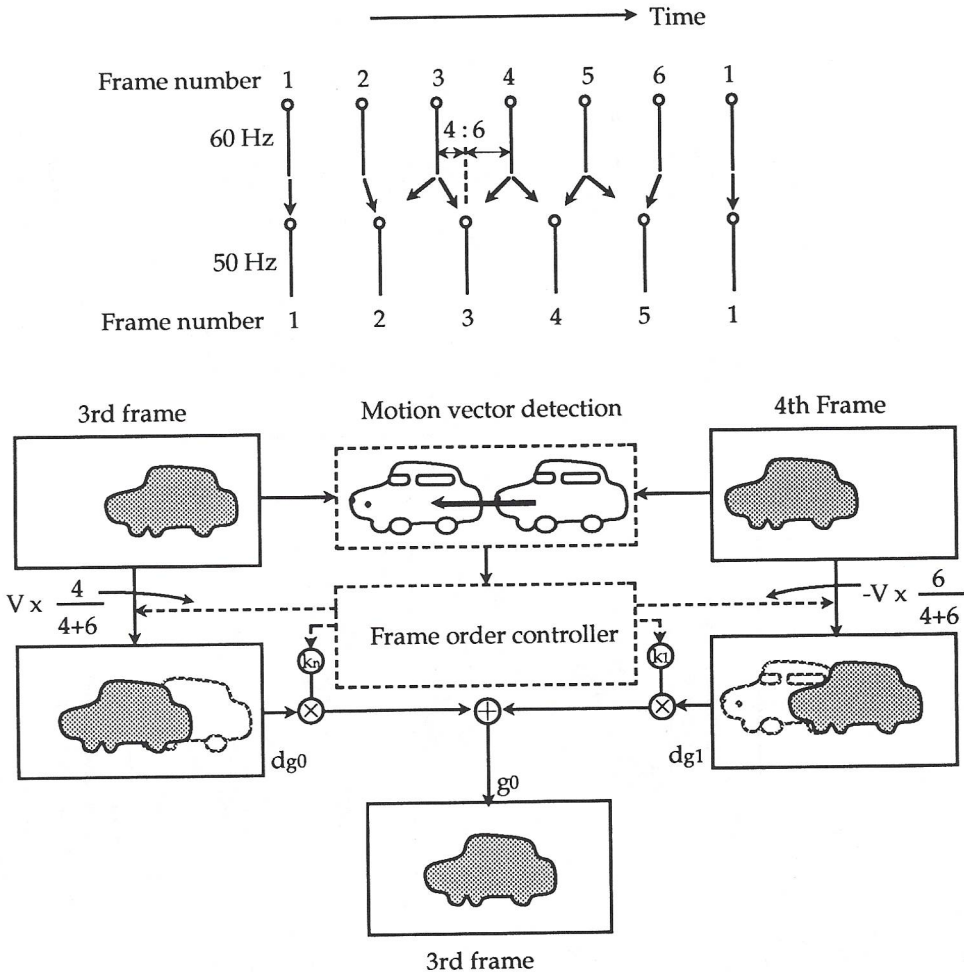 Time
Frame number 1 2 3 4 5 6 1
60 Hz
4 : 6
50 Hz
Frame number 1 2 3 4 5 1
3rd frame
Motion vector detection
4th Frame
V x 4/4+6
-V x 6/4+6
Frame order controller
kn
k1
dg0
dg1
g0
3rd frame